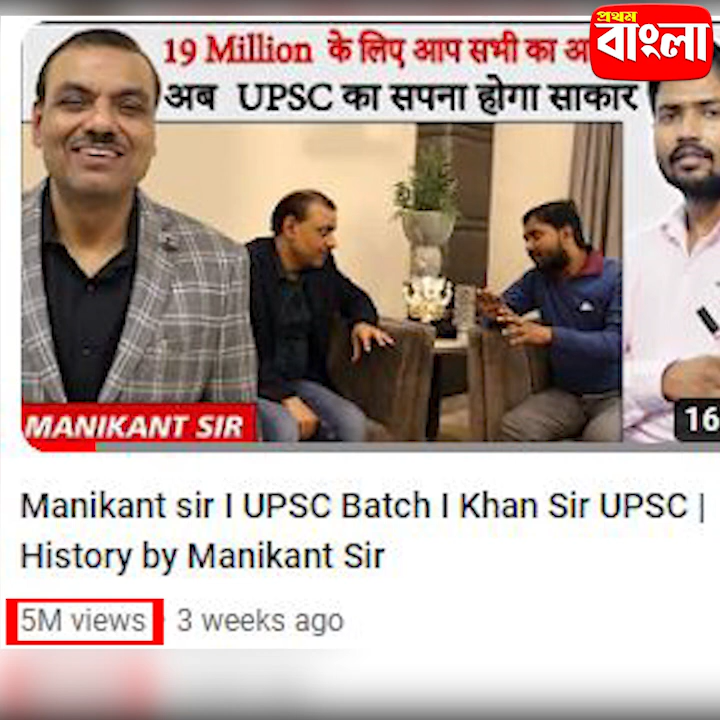 प्रথম
বাংলা
19 Million के लिए आप सभी का
अब UPSC का सपना होगा साकार
MANIKANT SIR
16
Manikant sir I UPSC Batch I Khan Sir UPSC |
History by Manikant Sir
5M views
3 weeks ago